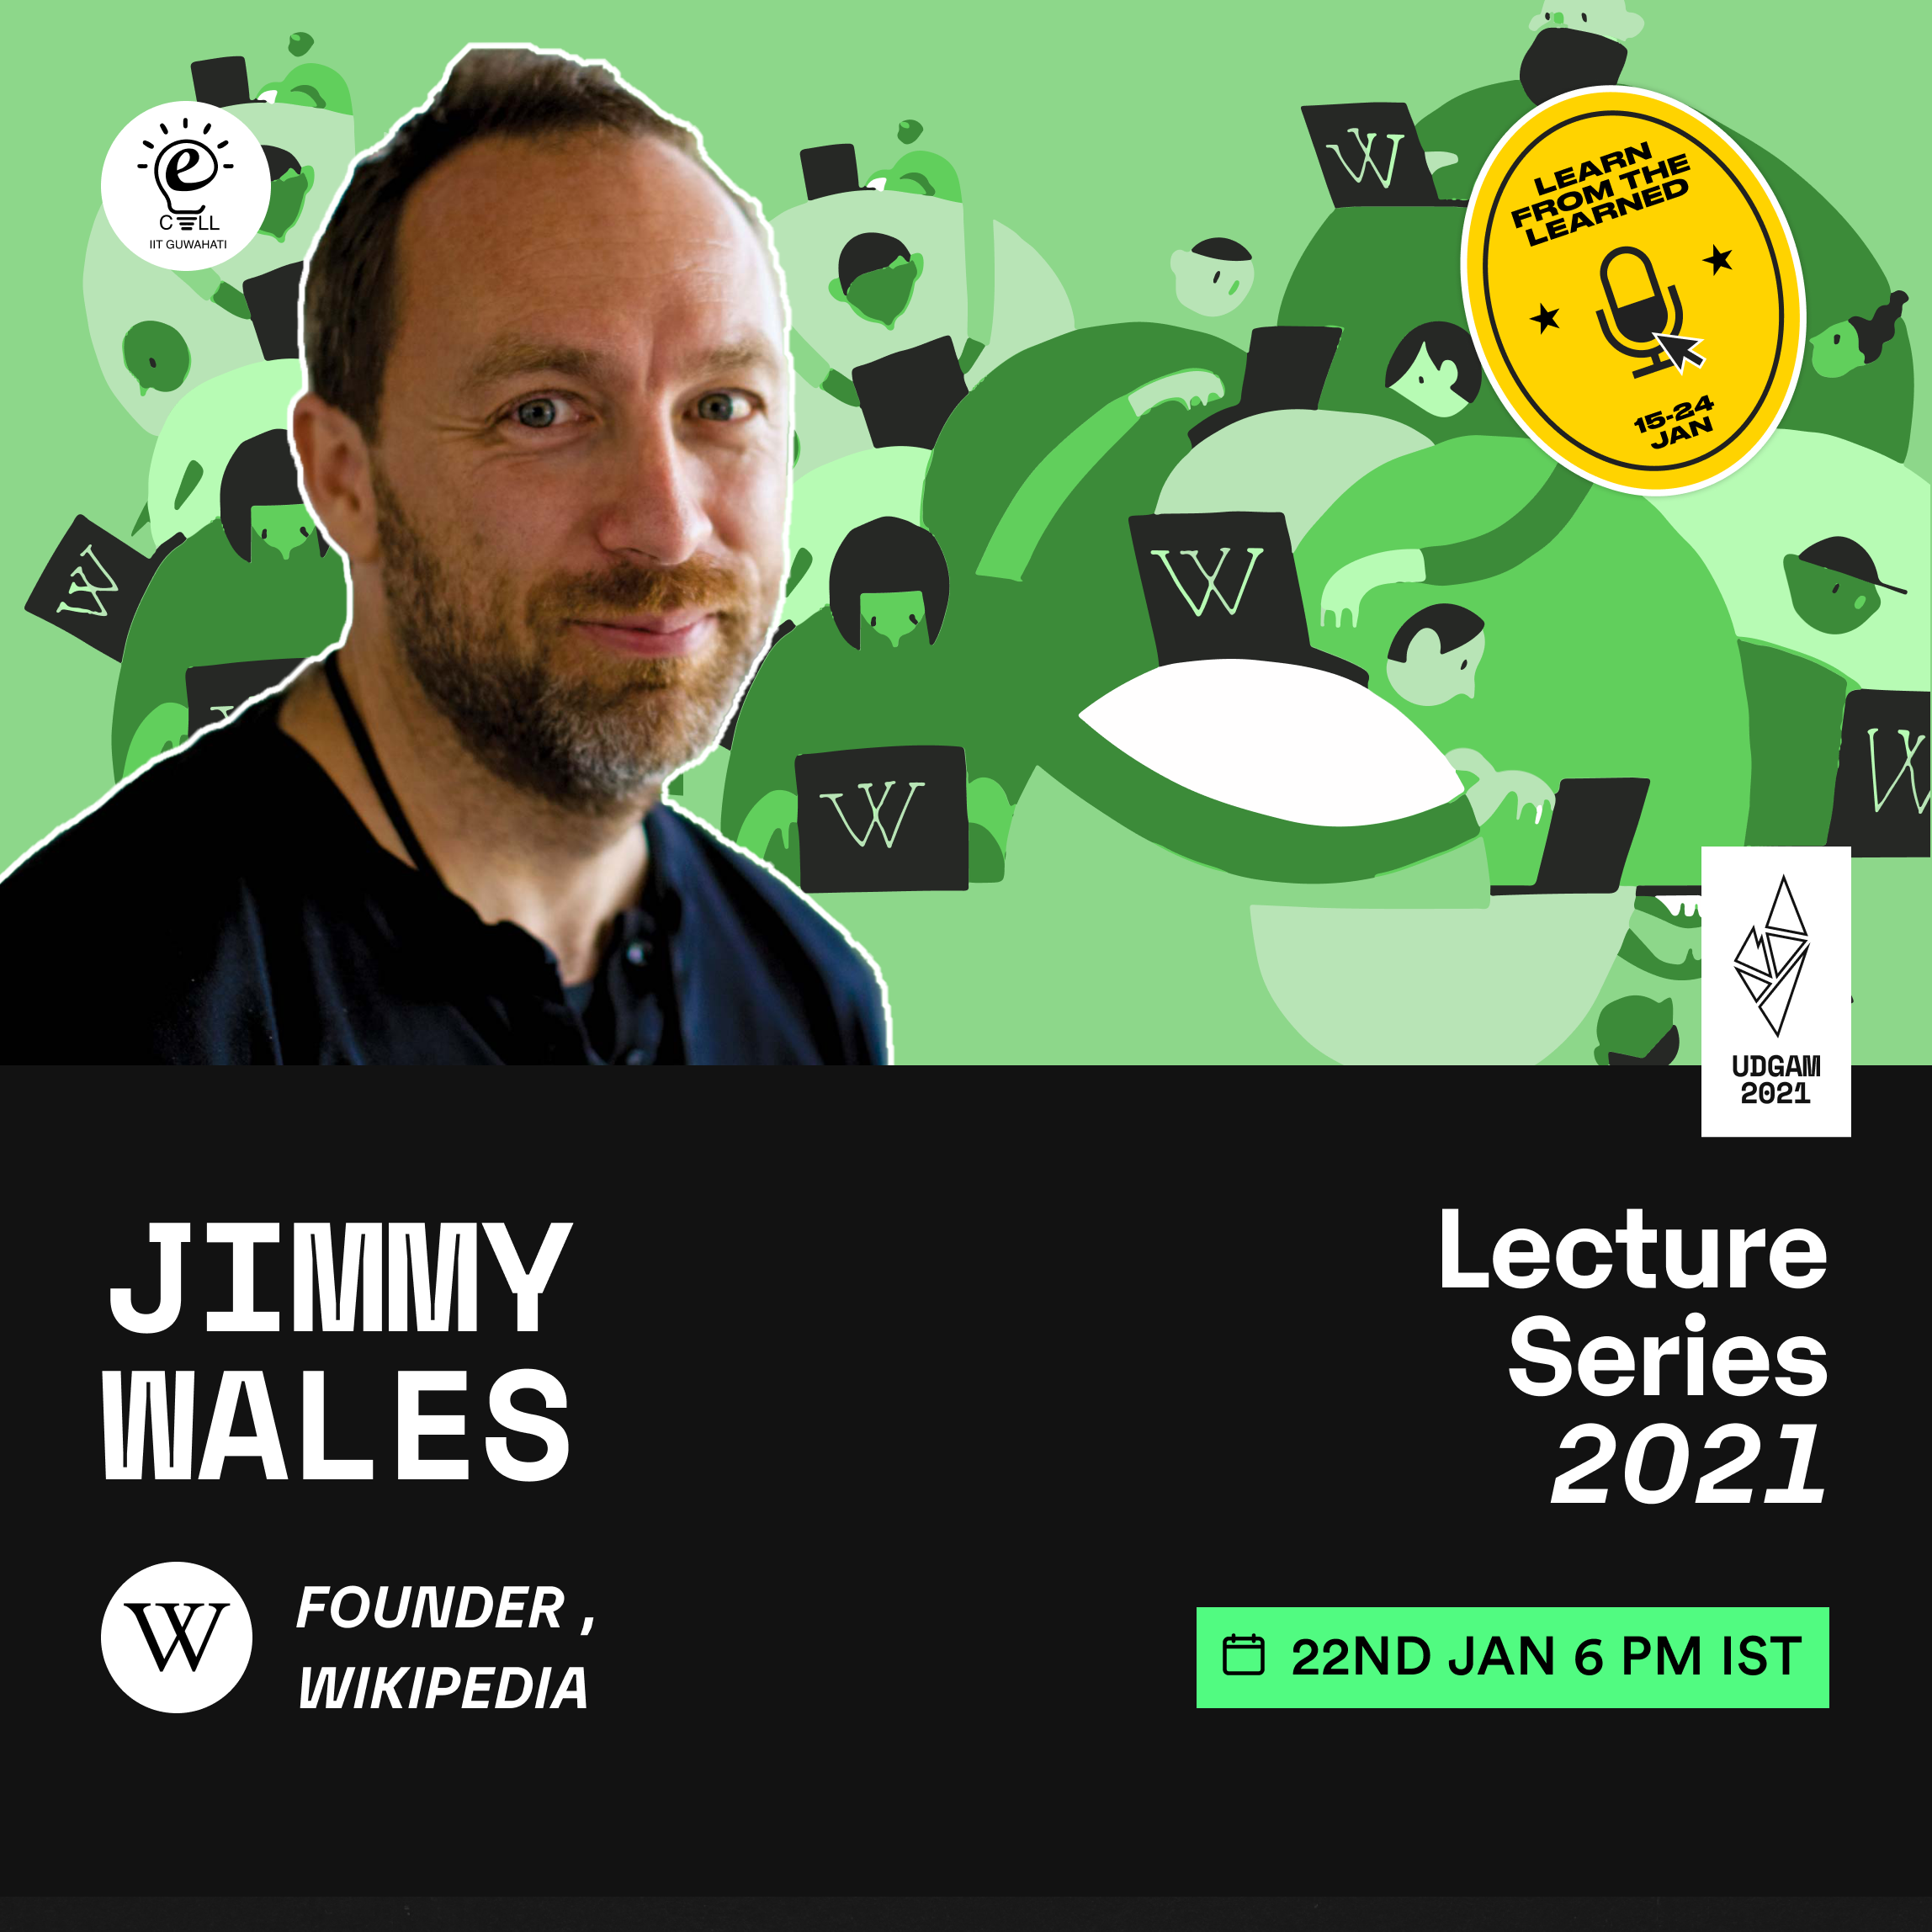 e
CELL
IIT GUWAHATI
LEARN
FROM THE
LEARNED
15-24
JAN
W
W
W
W
W
W
UDGAM
2021
JIMMY
WALES
W
FOUNDER ,
WIKIPEDIA
Lecture
Series
2021
22ND JAN 6 PM IST